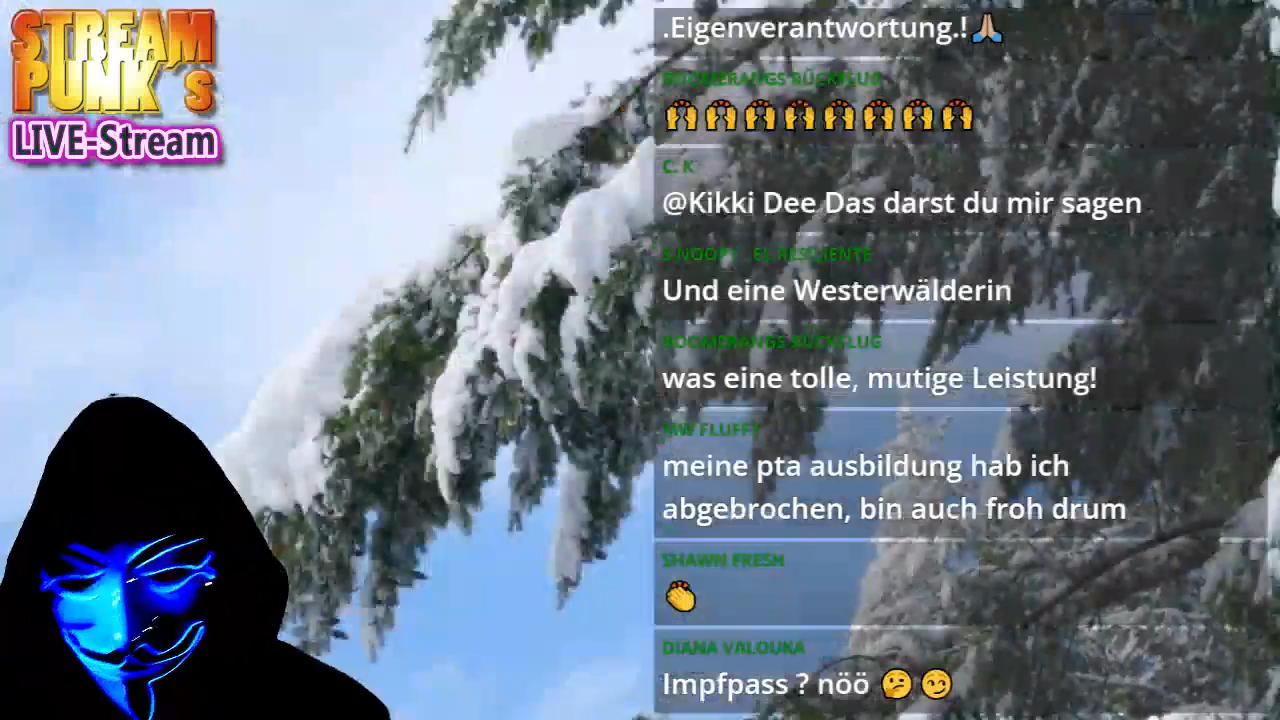 STREAM
PUNK´s
LIVE-Stream
.Eigenverantwortung.!🙏🏼
BOOMERANGS RÜCKFLUG
🙌🙌🙌🙌🙌🙌🙌🙌
C. K
@Kikki Dee Das darst du mir sagen
EL RESILIENTE
Und eine Westerwälderin
BOOMERANGS RÜCKFLUG
was eine tolle, mutige Leistung!
MW FLUFFY
meine pta ausbildung hab ich
abgebrochen, bin auch froh drum
SHAWN FRESH
👏
DIANA VALOUKA
Impfpass ? nöö 🤔😏